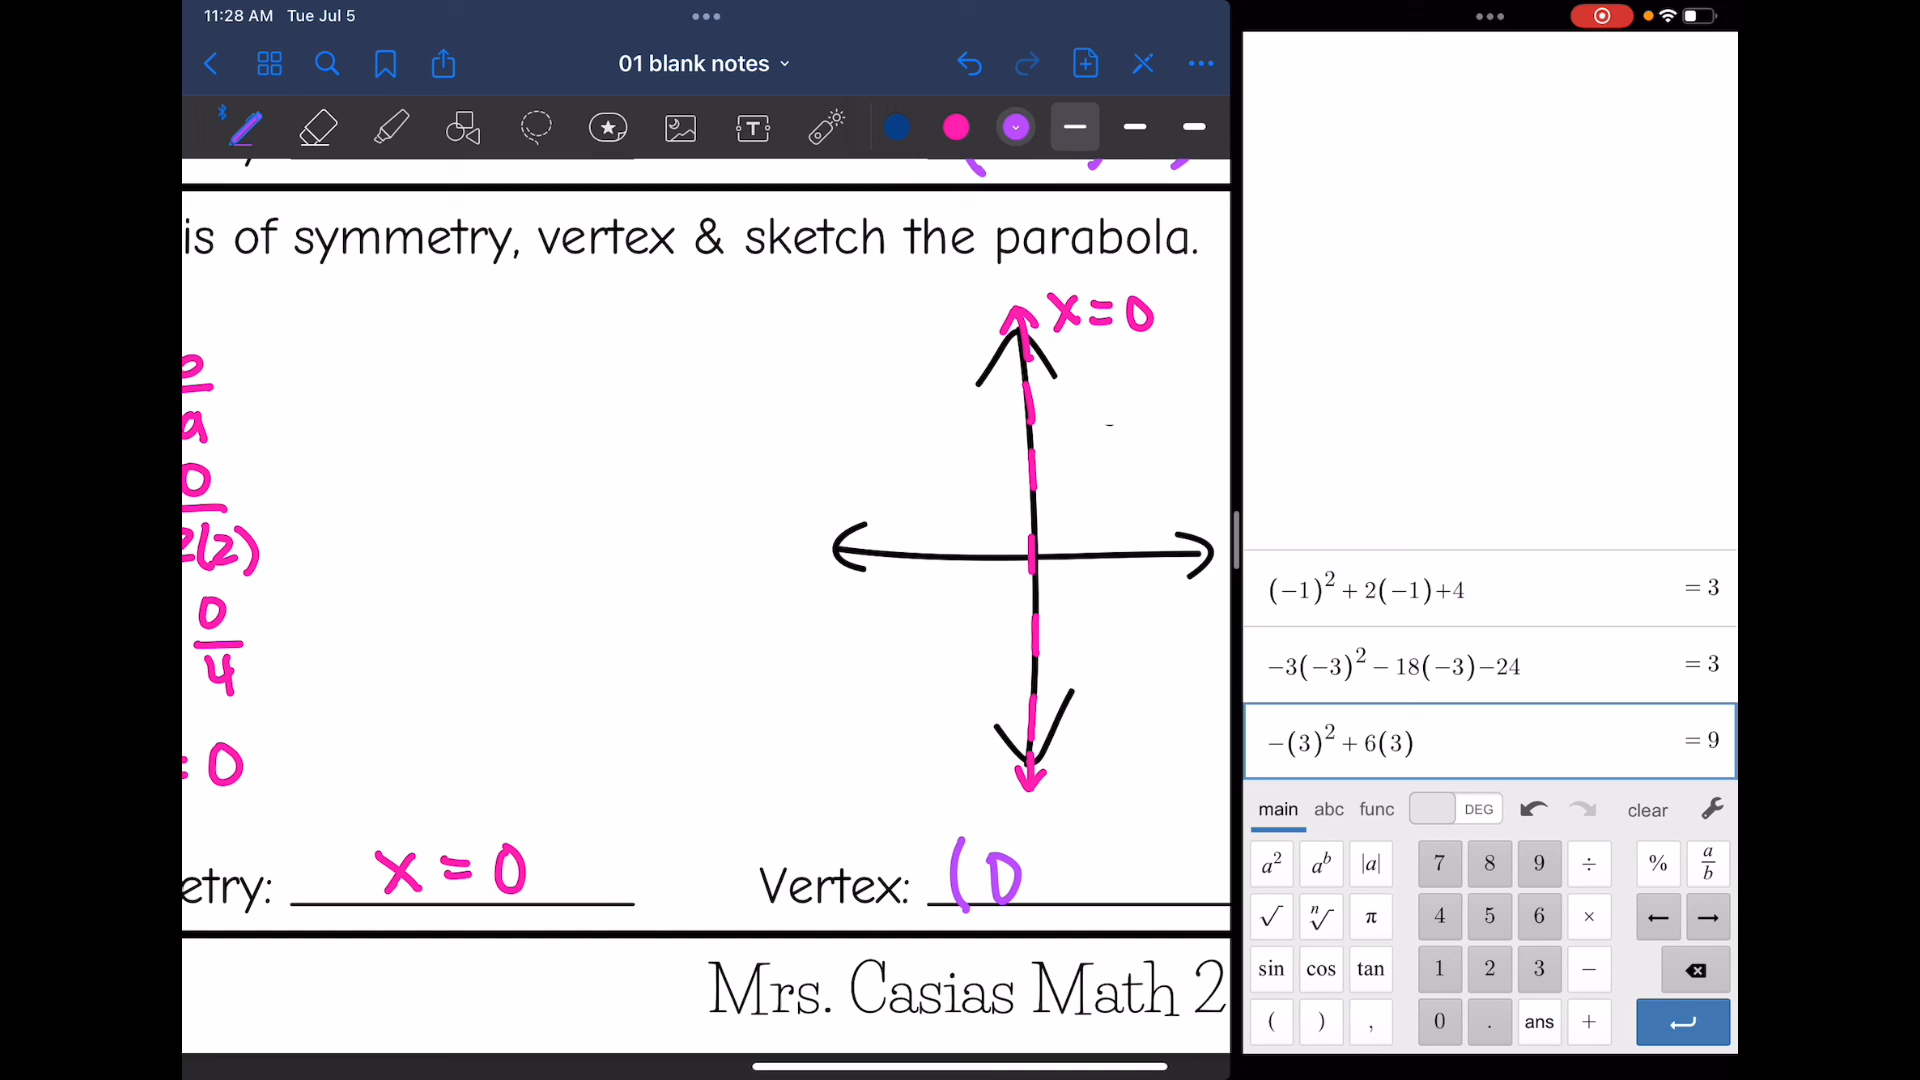 11:28 AM Tue Jul 5
01 blank notes
is of symmetry, vertex & sketch the parabola.
x=0
a
0
2(2)
0
4
= 0
etry: x = 0
Vertex: (0
Mrs. Casias Math 2
(−1)² + 2(−1)+4 = 3
−3(−3)² − 18(−3)−24 = 3
−(3)² + 6(3) = 9
main abc func DEG clear
a² aᵇ |a| 7 8 9 ÷ % a/b
√ ⁿ√ π 4 5 6 × ← →
sin cos tan 1 2 3 −
( ) , 0 . ans +